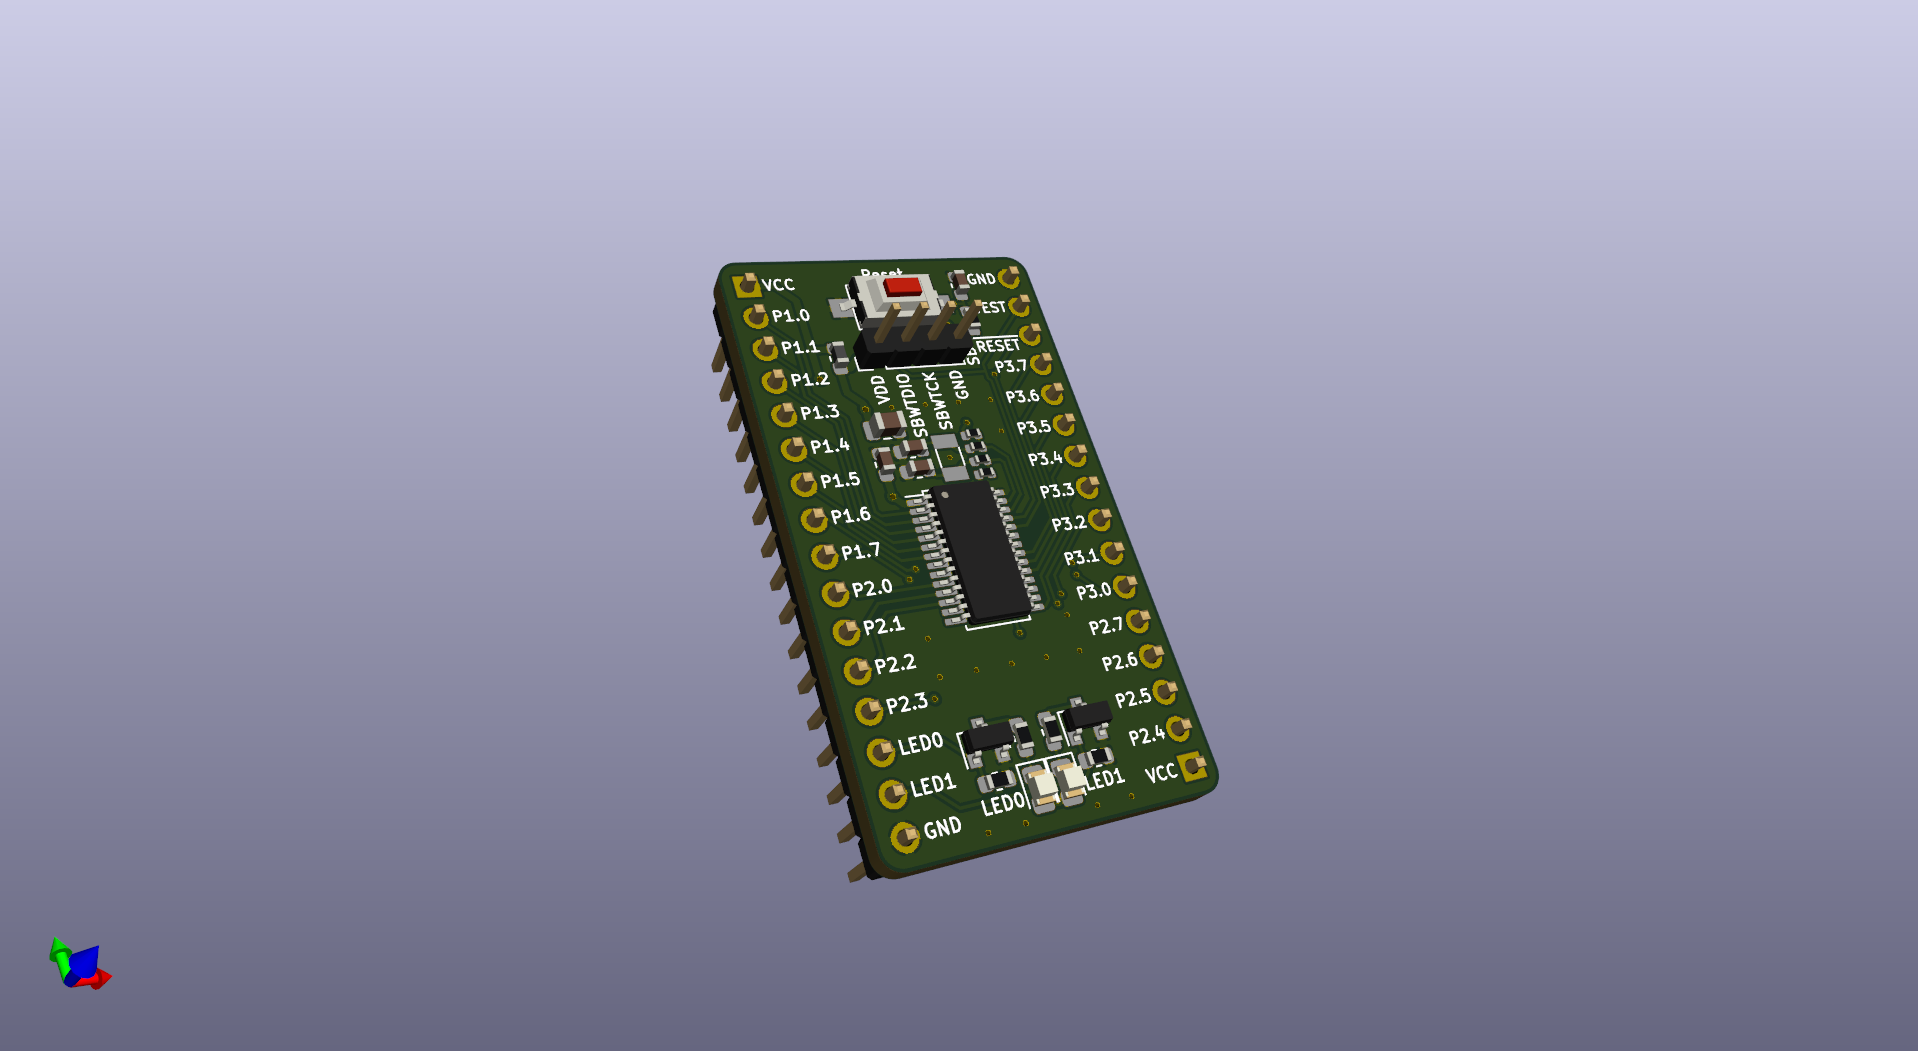 Reset
VCC
P1.0
P1.1
P1.2
P1.3
P1.4
P1.5
P1.6
P1.7
P2.0
P2.1
P2.2
P2.3
LED0
LED1
GND
VDD
SBWTDIO
SBWTCK
GND
GND
EST
RESET
P3.7
P3.6
P3.5
P3.4
P3.3
P3.2
P3.1
P3.0
P2.7
P2.6
P2.5
P2.4
VCC
LED0
LED1